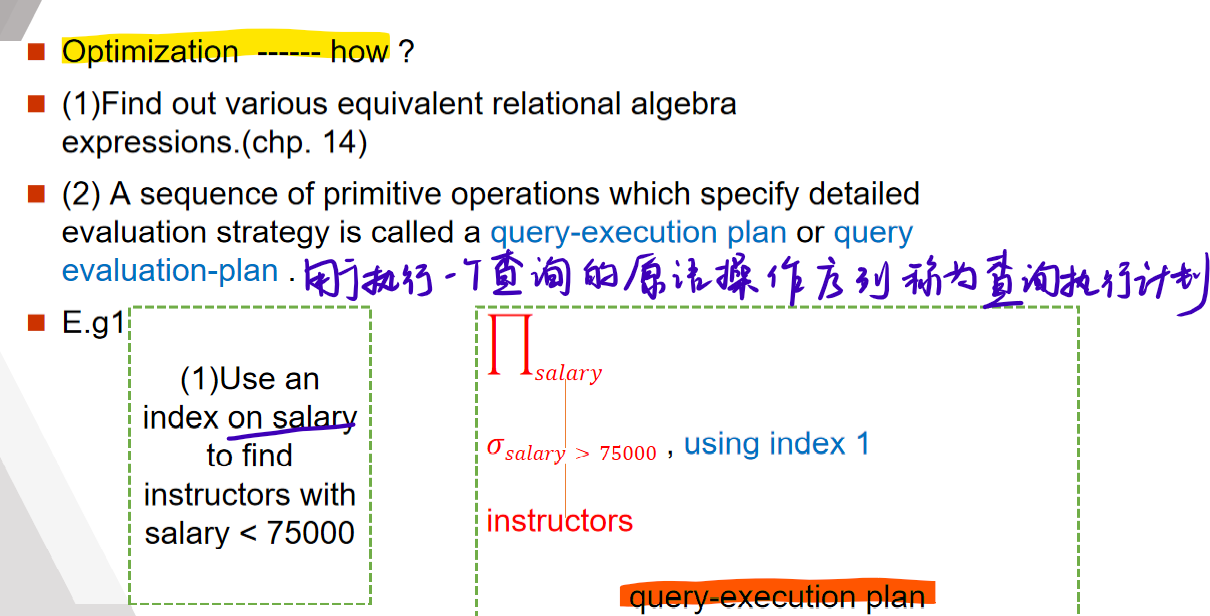 Optimization ------ how ?
(1)Find out various equivalent relational algebra
expressions.(chp. 14)
(2) A sequence of primitive operations which specify detailed
evaluation strategy is called a query-execution plan or query
evaluation-plan . 用于执行一个查询的原语操作序列称为查询执行计划
E.g1
(1)Use an
index on salary
to find
instructors with
salary < 75000
∏salary
σsalary > 75000 , using index 1
instructors
query-execution plan